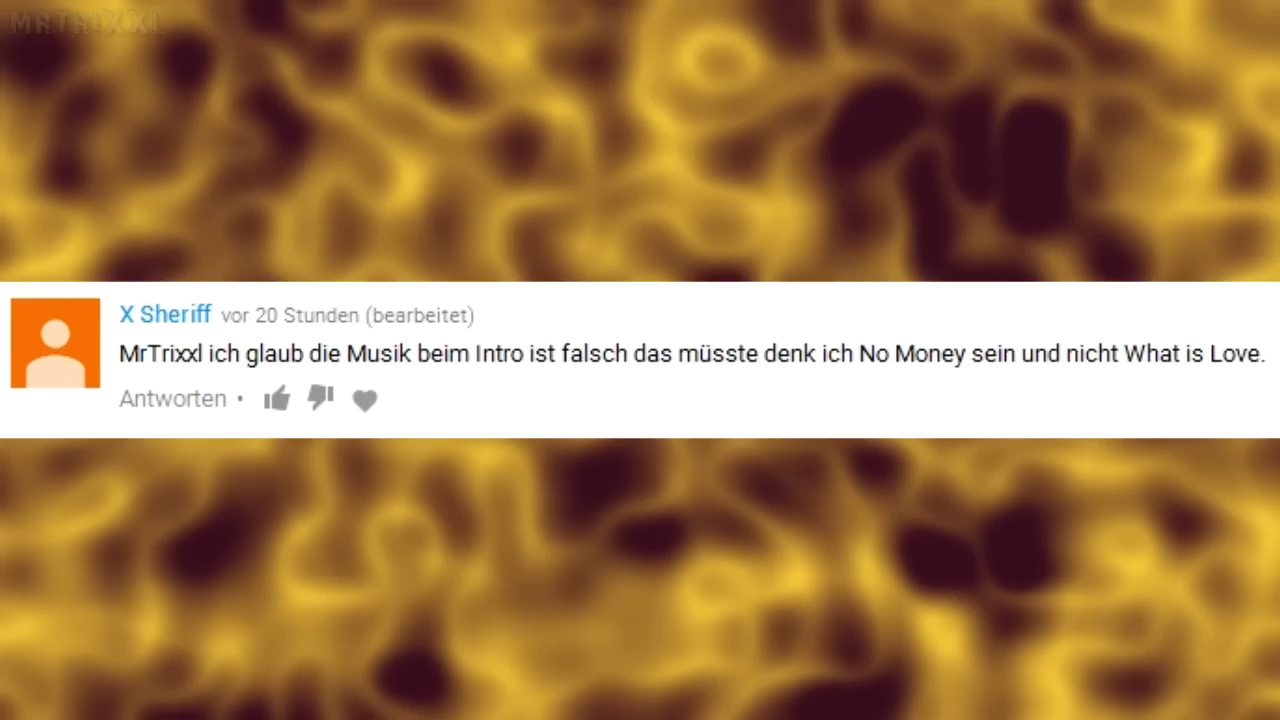 MRTRIXXL
X Sheriff vor 20 Stunden (bearbeitet)
MrTrixxl ich glaub die Musik beim Intro ist falsch das müsste denk ich No Money sein und nicht What is Love.
Antworten •